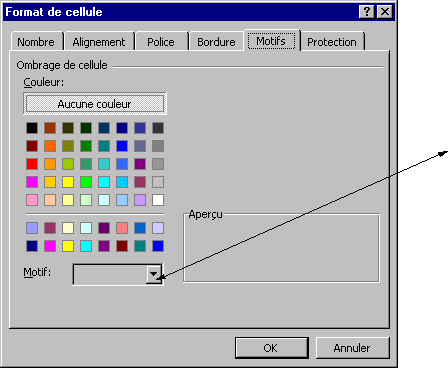 Format de cellule
Nombre Alignement Police Bordure Motifs Protection
Ombrage de cellule
Couleur:
Aucune couleur
Aperçu
Motif:
OK Annuler